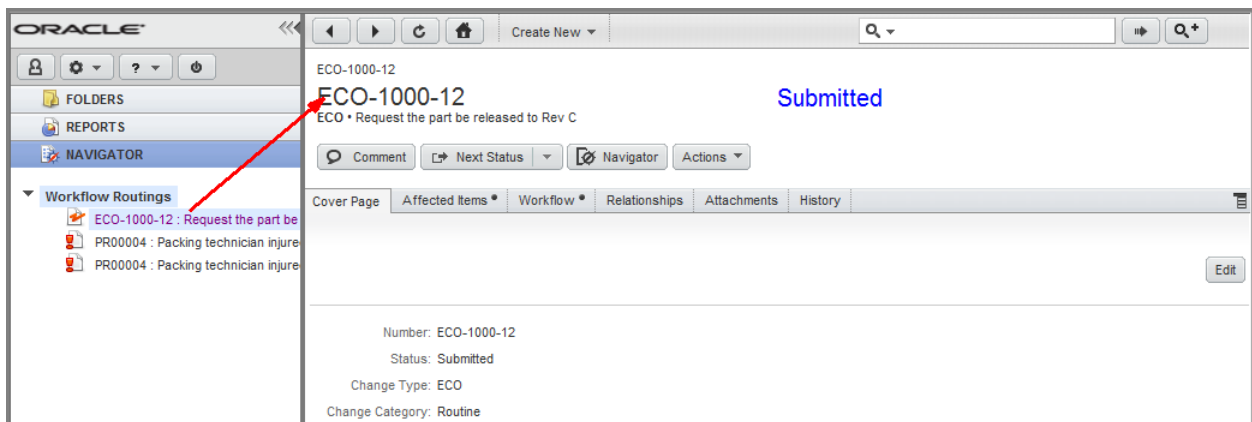 ORACLE
Create New
ECO-1000-12
ECO-1000-12
Submitted
ECO • Request the part be released to Rev C
?
FOLDERS
REPORTS
NAVIGATOR
Comment
Next Status
Navigator
Actions
Workflow Routings
ECO-1000-12 : Request the part be
PR00004 : Packing technician injure
PR00004 : Packing technician injure
Cover Page Affected Items • Workflow • Relationships Attachments History
Edit
Number: ECO-1000-12
Status: Submitted
Change Type: ECO
Change Category: Routine